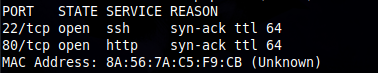 PORT STATE SERVICE REASON
22/tcp open ssh syn-ack ttl 64
80/tcp open http syn-ack ttl 64
MAC Address: 8A:56:7A:C5:F9:CB (Unknown)